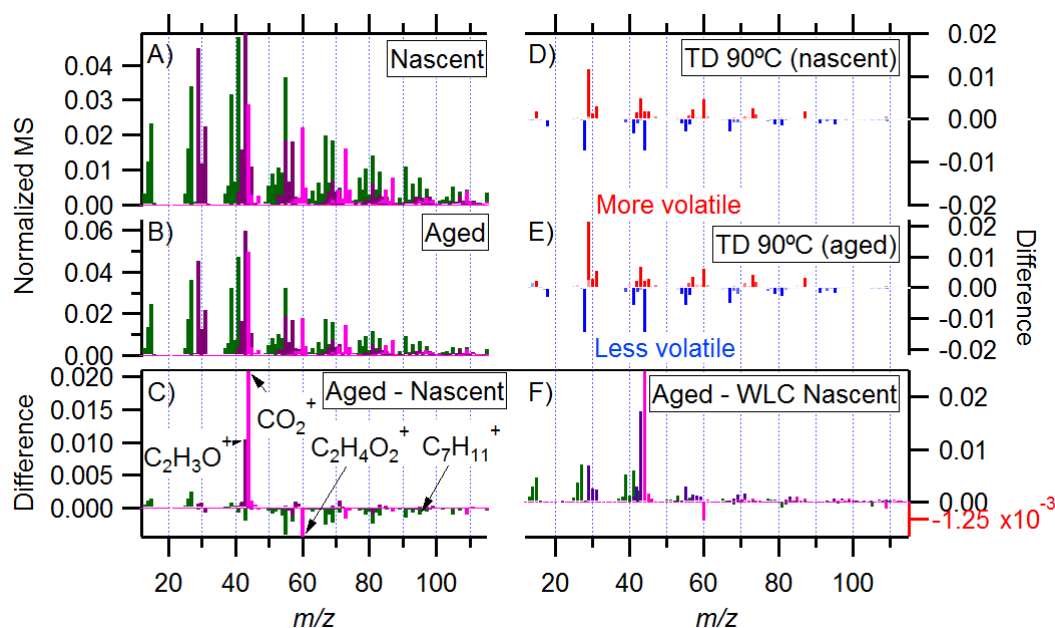 A)
Nascent
0.04
0.03
0.02
0.01
0.00
Normalized MS
B)
Aged
0.06
0.04
0.02
0.00
C)
Aged - Nascent
0.020
0.015
0.010
0.005
0.000
Difference
CO2+
C2H3O+
C2H4O2+
C7H11+
20 40 60 80 100
m/z
D)
TD 90ºC (nascent)
0.02
0.01
0.00
-0.01
-0.02
More volatile
E)
TD 90ºC (aged)
0.02
0.01
0.00
-0.01
-0.02
Less volatile
Difference
F)
Aged - WLC Nascent
0.02
0.01
0.00
-1.25 x10-3
20 40 60 80 100
m/z